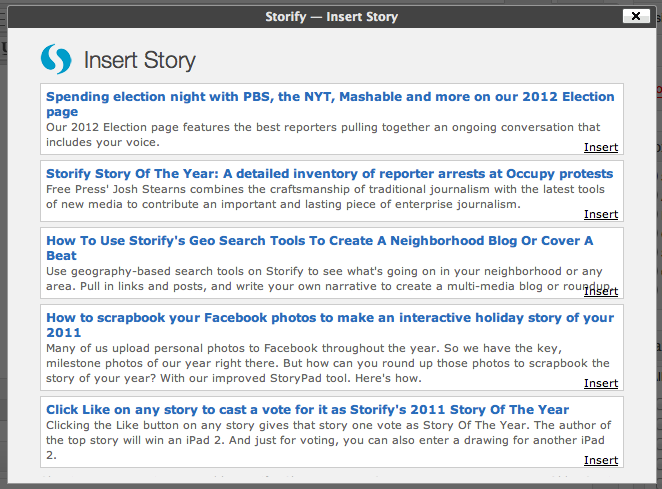 Storify — Insert Story
Insert Story
Spending election night with PBS, the NYT, Mashable and more on our 2012 Election
page
Our 2012 Election page features the best reporters pulling together an ongoing conversation that
includes your voice.
Insert
Storify Story Of The Year: A detailed inventory of reporter arrests at Occupy protests
Free Press' Josh Stearns combines the craftsmanship of traditional journalism with the latest tools
of new media to contribute an important and lasting piece of enterprise journalism.
Insert
How To Use Storify's Geo Search Tools To Create A Neighborhood Blog Or Cover A
Beat
Use geography-based search tools on Storify to see what's going on in your neighborhood or any
area. Pull in links and posts, and write your own narrative to create a multi-media blog or roundup.
Insert
How to scrapbook your Facebook photos to make an interactive holiday story of your
2011
Many of us upload personal photos to Facebook throughout the year. So we have the key,
milestone photos of our year right there. But how can you round up those photos to scrapbook the
story of your year? With our improved StoryPad tool. Here's how.
Insert
Click Like on any story to cast a vote for it as Storify's 2011 Story Of The Year
Clicking the Like button on any story gives that story one vote as Story Of The Year. The author of
the top story will win an iPad 2. And just for voting, you can also enter a drawing for another iPad
2.
Insert